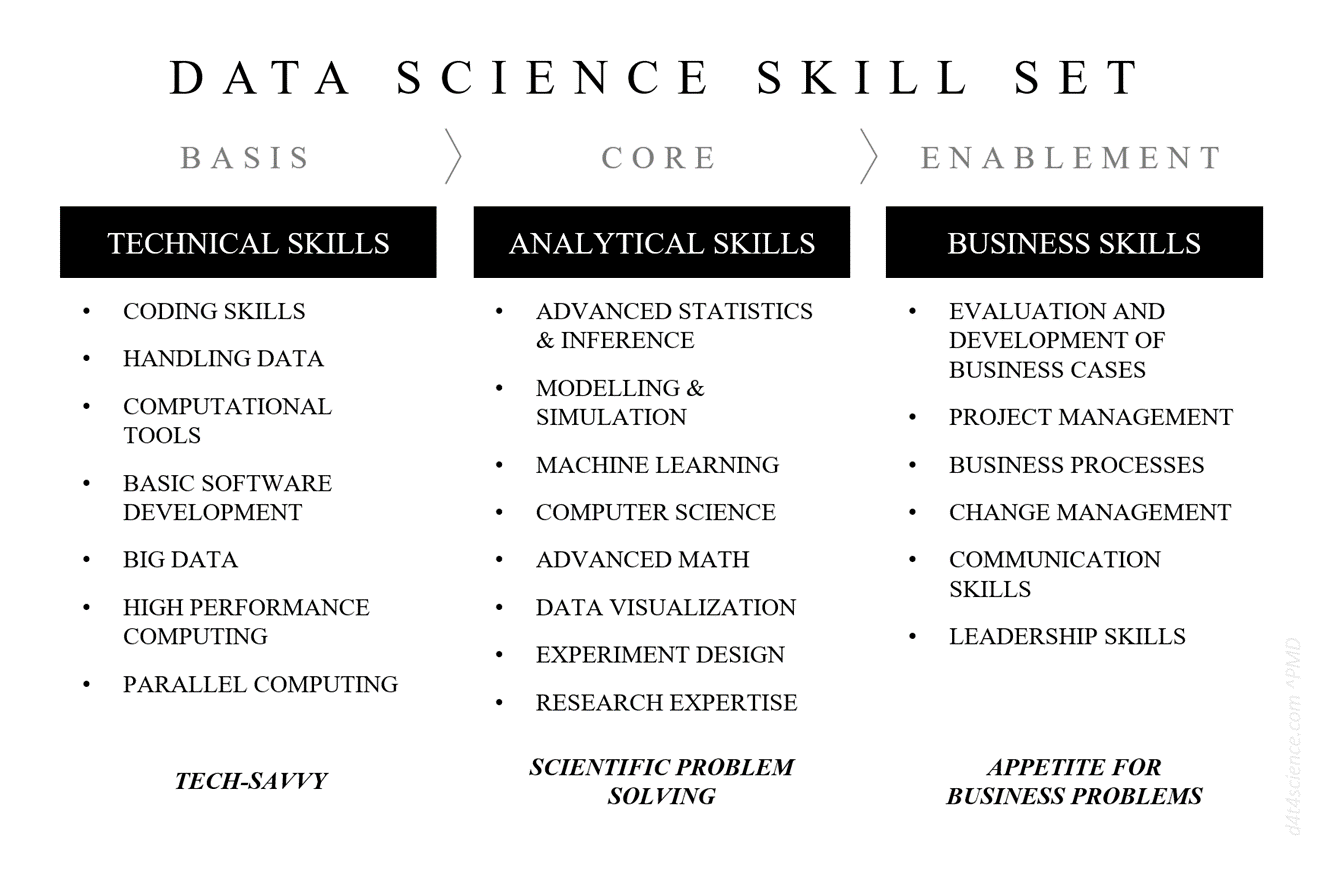 DATA SCIENCE SKILL SET
BASIS
CORE
ENABLEMENT
TECHNICAL SKILLS
• CODING SKILLS
• HANDLING DATA
• COMPUTATIONAL
TOOLS
• BASIC SOFTWARE
DEVELOPMENT
• BIG DATA
• HIGH PERFORMANCE
COMPUTING
• PARALLEL COMPUTING
TECH-SAVVY
ANALYTICAL SKILLS
• ADVANCED STATISTICS
& INFERENCE
• MODELLING &
SIMULATION
• MACHINE LEARNING
• COMPUTER SCIENCE
• ADVANCED MATH
• DATA VISUALIZATION
• EXPERIMENT DESIGN
• RESEARCH EXPERTISE
SCIENTIFIC PROBLEM
SOLVING
BUSINESS SKILLS
• EVALUATION AND
DEVELOPMENT OF
BUSINESS CASES
• PROJECT MANAGEMENT
• BUSINESS PROCESSES
• CHANGE MANAGEMENT
• COMMUNICATION
SKILLS
• LEADERSHIP SKILLS
APPETITE FOR
BUSINESS PROBLEMS
d4t4science.com ^PMD